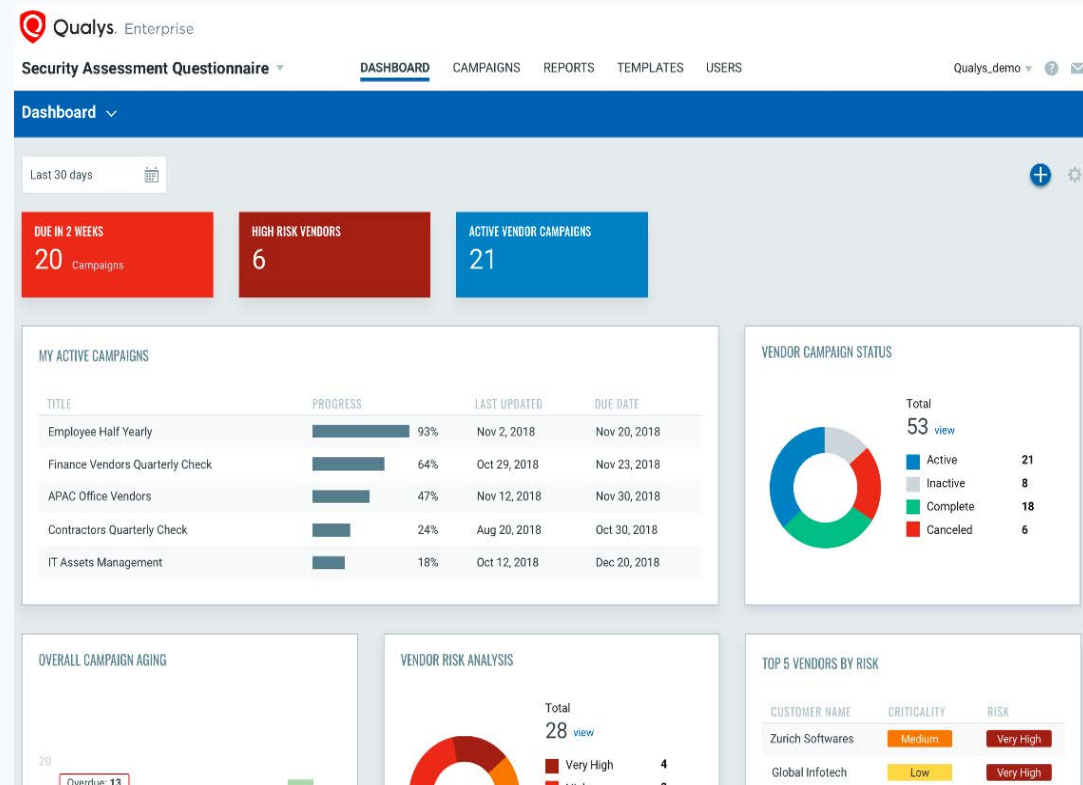 Qualys. Enterprise
Security Assessment Questionnaire DASHBOARD CAMPAIGNS REPORTS TEMPLATES USERS Qualys_demo ?
Dashboard
Last 30 days
DUE IN 2 WEEKS
20 Campaigns
HIGH RISK VENDORS
6
ACTIVE VENDOR CAMPAIGNS
21
MY ACTIVE CAMPAIGNS
TITLE PROGRESS LAST UPDATED DUE DATE
Employee Half Yearly 93% Nov 2, 2018 Nov 20, 2018
Finance Vendors Quarterly Check 64% Oct 29, 2018 Nov 23, 2018
APAC Office Vendors 47% Nov 12, 2018 Nov 30, 2018
Contractors Quarterly Check 24% Aug 20, 2018 Oct 30, 2018
IT Assets Management 18% Oct 12, 2018 Dec 20, 2018
VENDOR CAMPAIGN STATUS
Total
53 view
Active 21
Inactive 8
Complete 18
Canceled 6
OVERALL CAMPAIGN AGING
20
Overdue: 13
VENDOR RISK ANALYSIS
Total
28 view
Very High 4
TOP 5 VENDORS BY RISK
CUSTOMER NAME CRITICALITY RISK
Zurich Softwares Medium Very High
Global Infotech Low Very High